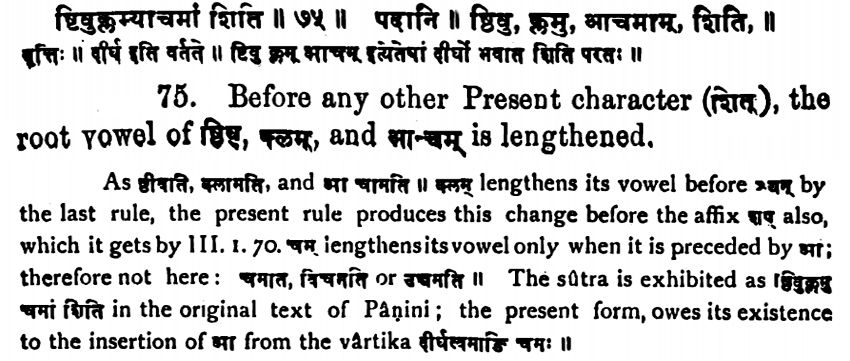 ष्ठिवुक्लम्याचमां शिति ॥ ७५ ॥ पदानि ॥ ष्ठिवु, क्लमु, आचमाम्, शिति, ॥
वृत्तिः ॥ दीर्घ इति वर्तते ॥ ष्ठिवु क्लम् आचम् इत्येतेषां दीर्घो भवति शिति परतः ॥
75. Before any other Present character (शित्), the
root vowel of ष्ठिवु, क्लम्, and आ-चम् is lengthened.
As ष्ठीवति, क्लामति, and आ चामति ॥ क्लम् lengthens its vowel before श्यन् by
the last rule, the present rule produces this change before the affix शप् also,
which it gets by III. 1. 70. चम lengthens its vowel only when it is preceded by आ;
therefore not here: चमति, विचमति or उच्चमति ॥ The sûtra is exhibited as ष्ठिवुक्लमु
चमां शिति in the original text of Pâṇini; the present form, owes its existence
to the insertion of आ from the vârtika दीर्घत्वमाङि चमः ॥